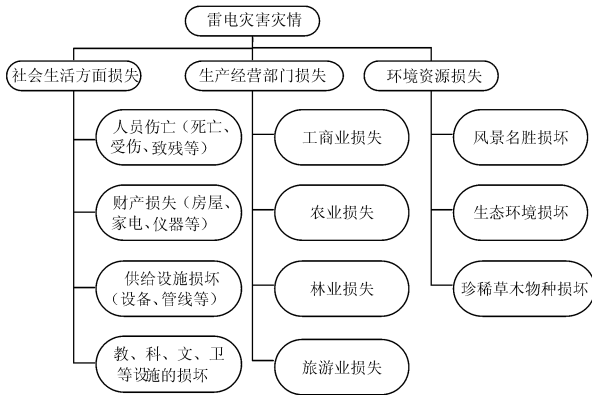 雷电灾害灾情
社会生活方面损失
生产经营部门损失
环境资源损失
人员伤亡（死亡、
受伤、致残等）
财产损失（房屋、
家电、仪器等）
供给设施损坏
（设备、管线等）
教、科、文、卫
等设施的损坏
工商业损失
农业损失
林业损失
旅游业损失
风景名胜损坏
生态环境损坏
珍稀草木物种损坏